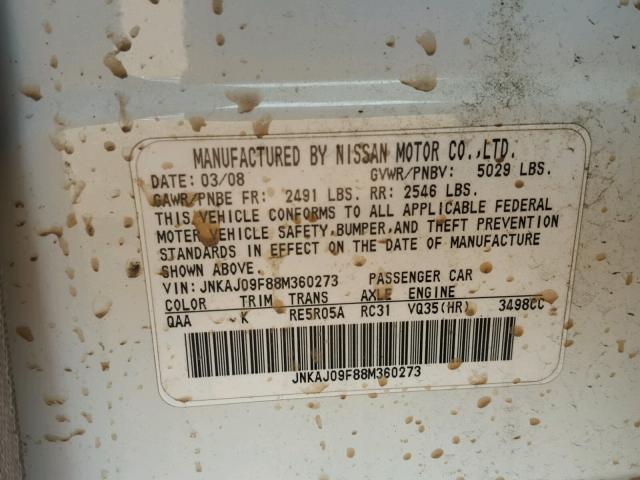 MANUFACTURED BY NISSAN MOTOR CO.,LTD.
DATE: 03/08 GVWR/PNBV: 5029 LBS.
GAWR/PNBE FR: 2491 LBS. RR: 2546 LBS.
THIS VEHICLE CONFORMS TO ALL APPLICABLE FEDERAL
MOTER VEHICLE SAFETY,BUMPER,AND THEFT PREVENTION
STANDARDS IN EFFECT ON THE DATE OF MANUFACTURE
SHOWN ABOVE.
VIN: JNKAJ09F88M360273 PASSENGER CAR
COLOR TRIM TRANS AXLE ENGINE
QAA K RE5R05A RC31 VQ35(HR) 3498CC
JNKAJ09F88M360273